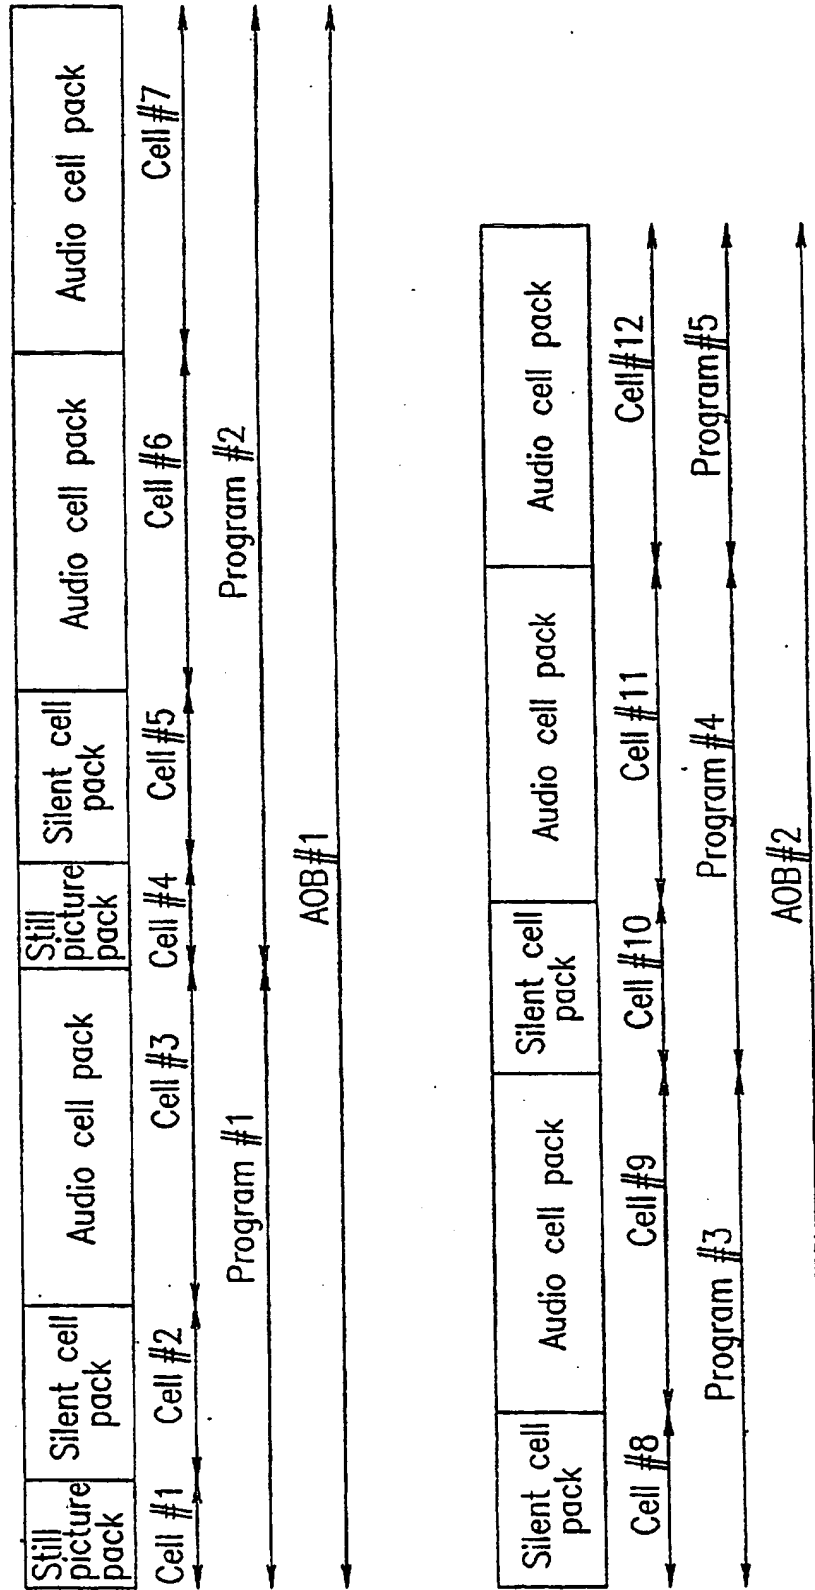 Still
picture
pack
Silent cell
pack
Audio cell pack
Still
picture
pack
Silent cell
pack
Audio cell pack
Audio cell pack
Cell #1
Cell #2
Cell #3
Cell #4
Cell #5
Cell #6
Cell #7
Program #1
Program #2
AOB#1
Silent cell
pack
Audio cell pack
Silent cell
pack
Audio cell pack
Audio cell pack
Cell #8
Cell #9
Cell #10
Cell #11
Cell#12
Program #3
Program #4
Program#5
AOB#2